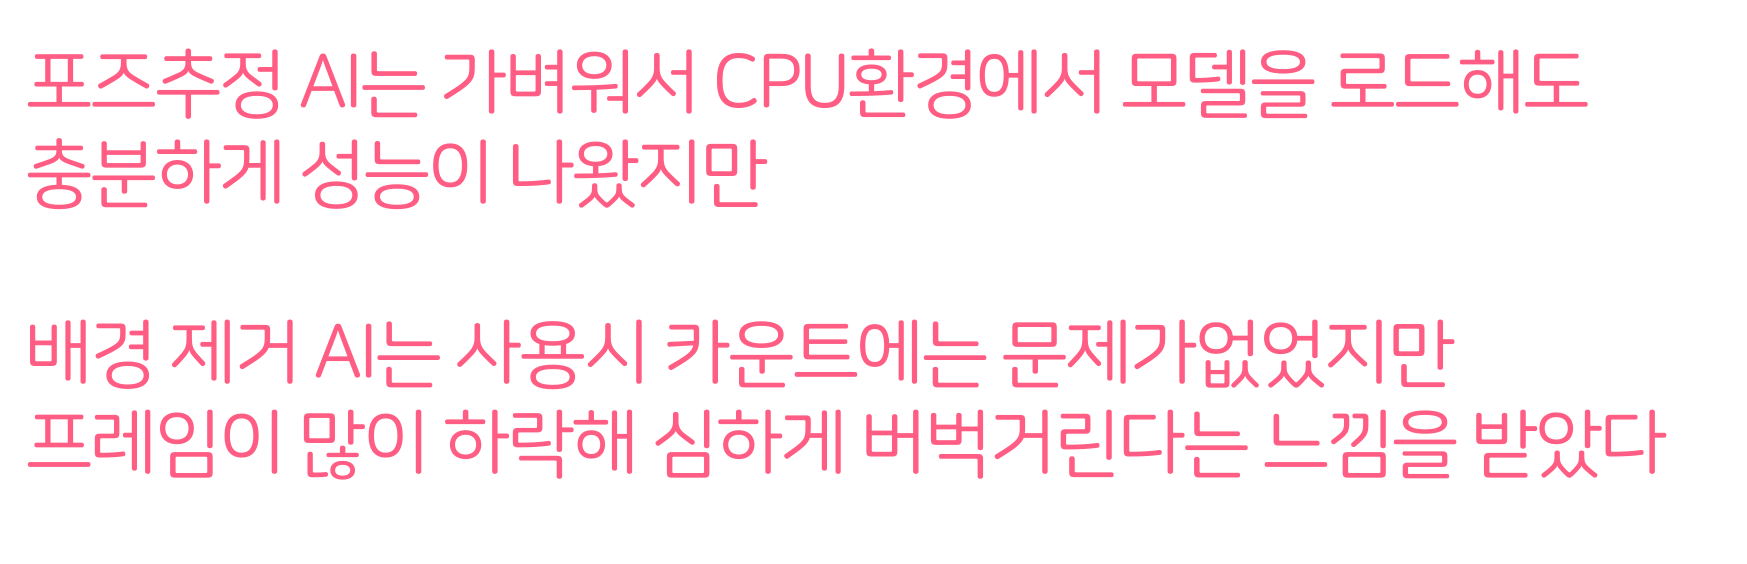 포즈추정 AI는 가벼워서 CPU환경에서 모델을 로드해도
충분하게 성능이 나왔지만
배경 제거 AI는 사용시 카운트에는 문제가없었지만
프레임이 많이 하락해 심하게 버벅거린다는 느낌을 받았다